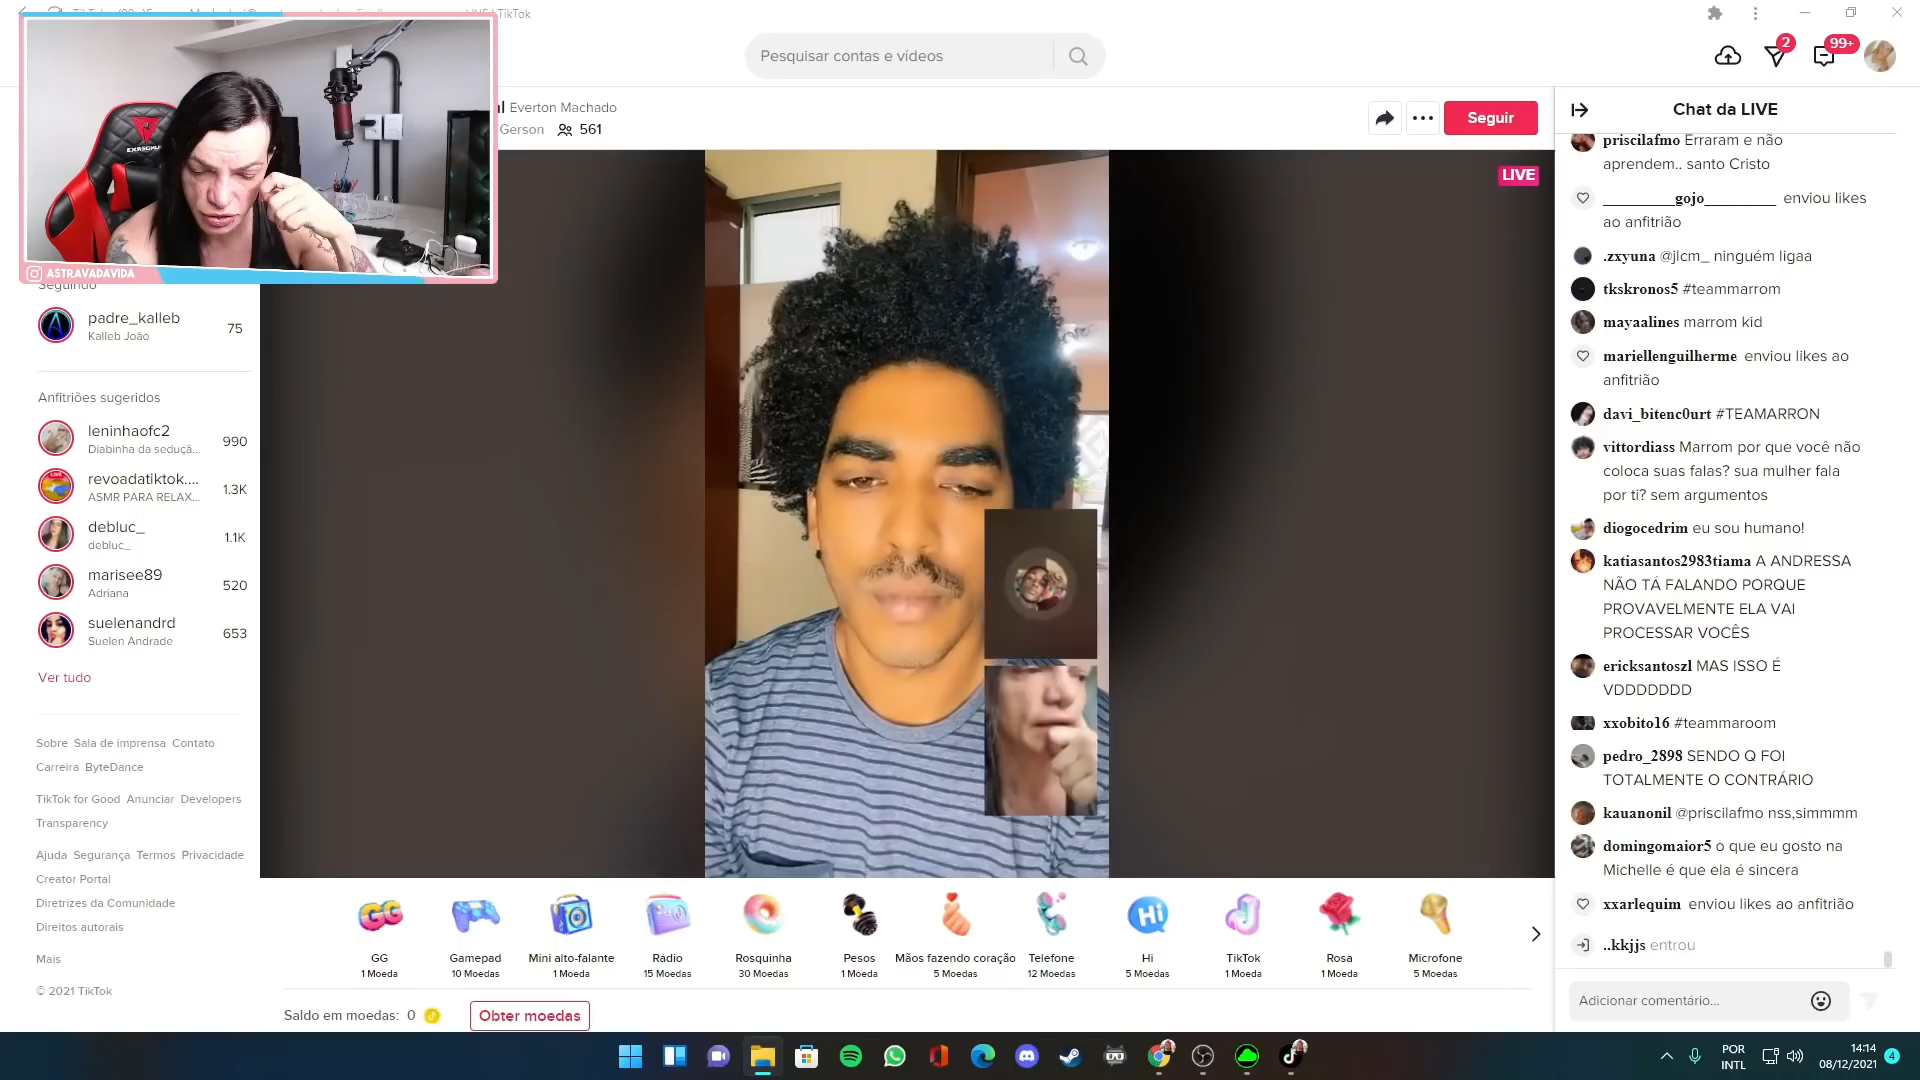 LIVE | TikTok
ASTRAVADAVIDA
Pesquisar contas e vídeos
2
99+
Everton Machado
Gerson
561
Seguir
LIVE
Seguindo
padre_kalleb
Kalleb João
75
Anfitriões sugeridos
leninhaofc2
Diabinha da seduçã...
990
revoadatiktok....
ASMR PARA RELAX...
1.3K
debluc_
debluc_
1.1K
marisee89
Adriana
520
suelenandrd
Suelen Andrade
653
Ver tudo
Sobre Sala de imprensa Contato
Carreira ByteDance
TikTok for Good Anunciar Developers
Transparency
Ajuda Segurança Termos Privacidade
Creator Portal
Diretrizes da Comunidade
Direitos autorais
Mais
© 2021 TikTok
GG
1 Moeda
Gamepad
10 Moedas
Mini alto-falante
1 Moeda
Rádio
15 Moedas
Rosquinha
30 Moedas
Pesos
1 Moeda
Mãos fazendo coração
5 Moedas
Telefone
12 Moedas
Hi
5 Moedas
TikTok
1 Moeda
Rosa
1 Moeda
Microfone
5 Moedas
Saldo em moedas: 0
Obter moedas
Chat da LIVE
priscilafmo Erraram e não
aprendem.. santo Cristo
_________gojo_________ enviou likes
ao anfitrião
.zxyuna @jlcm_ ninguém ligaa
tkskronos5 #teammarrom
mayaalines marrom kid
mariellenguilherme enviou likes ao
anfitrião
davi_bitenc0urt #TEAMARRON
vittordiass Marrom por que você não
coloca suas falas? sua mulher fala
por ti? sem argumentos
diogocedrim eu sou humano!
katiasantos2983tiama A ANDRESSA
NÃO TÁ FALANDO PORQUE
PROVAVELMENTE ELA VAI
PROCESSAR VOCÊS
ericksantoszl MAS ISSO É
VDDDDDDD
xxobito16 #teammaroom
pedro_2898 SENDO Q FOI
TOTALMENTE O CONTRÁRIO
kauanonil @priscilafmo nss,simmmm
domingomaior5 o que eu gosto na
Michelle é que ela é sincera
xxarlequim enviou likes ao anfitrião
..kkjjs entrou
Adicionar comentário...
POR
INTL
14:14
08/12/2021
4